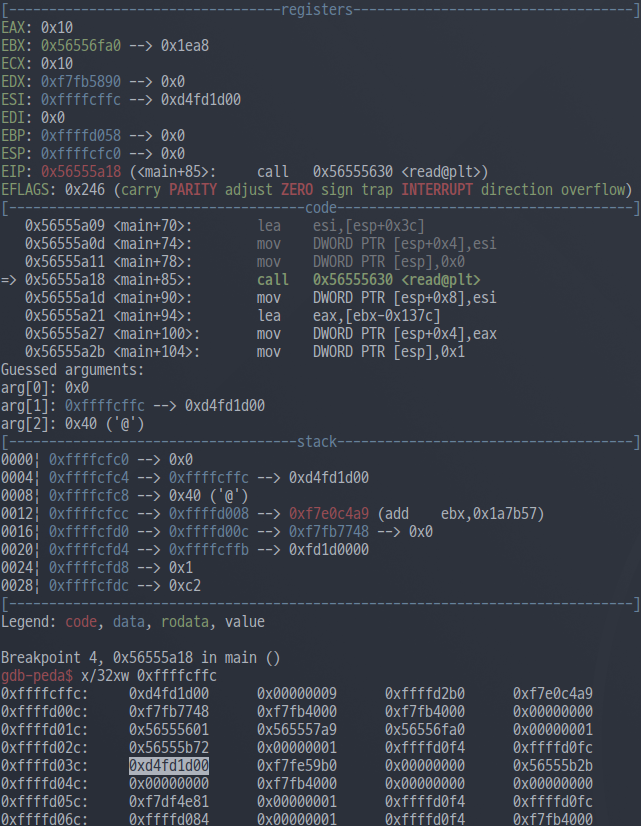 [----------------------------------registers-----------------------------------]
EAX: 0x10
EBX: 0x56556fa0 --> 0x1ea8
ECX: 0x10
EDX: 0xf7fb5890 --> 0x0
ESI: 0xffffcffc --> 0xd4fd1d00
EDI: 0x0
EBP: 0xffffd058 --> 0x0
ESP: 0xffffcfc0 --> 0x0
EIP: 0x56555a18 (<main+85>: call 0x56555630 <read@plt>)
EFLAGS: 0x246 (carry PARITY adjust ZERO sign trap INTERRUPT direction overflow)
[-------------------------------------code-------------------------------------]
0x56555a09 <main+70>: lea esi,[esp+0x3c]
0x56555a0d <main+74>: mov DWORD PTR [esp+0x4],esi
0x56555a11 <main+78>: mov DWORD PTR [esp],0x0
=> 0x56555a18 <main+85>: call 0x56555630 <read@plt>
0x56555a1d <main+90>: mov DWORD PTR [esp+0x8],esi
0x56555a21 <main+94>: lea eax,[ebx-0x137c]
0x56555a27 <main+100>: mov DWORD PTR [esp+0x4],eax
0x56555a2b <main+104>: mov DWORD PTR [esp],0x1
Guessed arguments:
arg[0]: 0x0
arg[1]: 0xffffcffc --> 0xd4fd1d00
arg[2]: 0x40 ('@')
[------------------------------------stack-------------------------------------]
0000| 0xffffcfc0 --> 0x0
0004| 0xffffcfc4 --> 0xffffcffc --> 0xd4fd1d00
0008| 0xffffcfc8 --> 0x40 ('@')
0012| 0xffffcfcc --> 0xffffd008 --> 0xf7e0c4a9 (add ebx,0x1a7b57)
0016| 0xffffcfd0 --> 0xffffd00c --> 0xf7fb7748 --> 0x0
0020| 0xffffcfd4 --> 0xffffcffb --> 0xfd1d0000
0024| 0xffffcfd8 --> 0x1
0028| 0xffffcfdc --> 0xc2
[------------------------------------------------------------------------------]
Legend: code, data, rodata, value
Breakpoint 4, 0x56555a18 in main ()
gdb-peda$ x/32xw 0xffffcffc
0xffffcffc: 0xd4fd1d00 0x00000009 0xffffd2b0 0xf7e0c4a9
0xffffd00c: 0xf7fb7748 0xf7fb4000 0xf7fb4000 0x00000000
0xffffd01c: 0x56555601 0x565557a9 0x56556fa0 0x00000001
0xffffd02c: 0x56555b72 0x00000001 0xffffd0f4 0xffffd0fc
0xffffd03c: 0xd4fd1d00 0xf7fe59b0 0x00000000 0x56555b2b
0xffffd04c: 0x00000000 0xf7fb4000 0x00000000 0x00000000
0xffffd05c: 0xf7df4e81 0x00000001 0xffffd0f4 0xffffd0fc
0xffffd06c: 0xffffd084 0x00000001 0xffffd0f4 0xf7fb4000